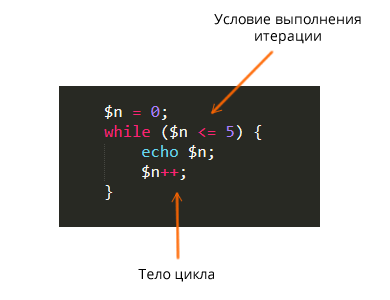 Условие выполнения
итерации
$n = 0;
while ($n <= 5) {
    echo $n;
    $n++;
}
Тело цикла